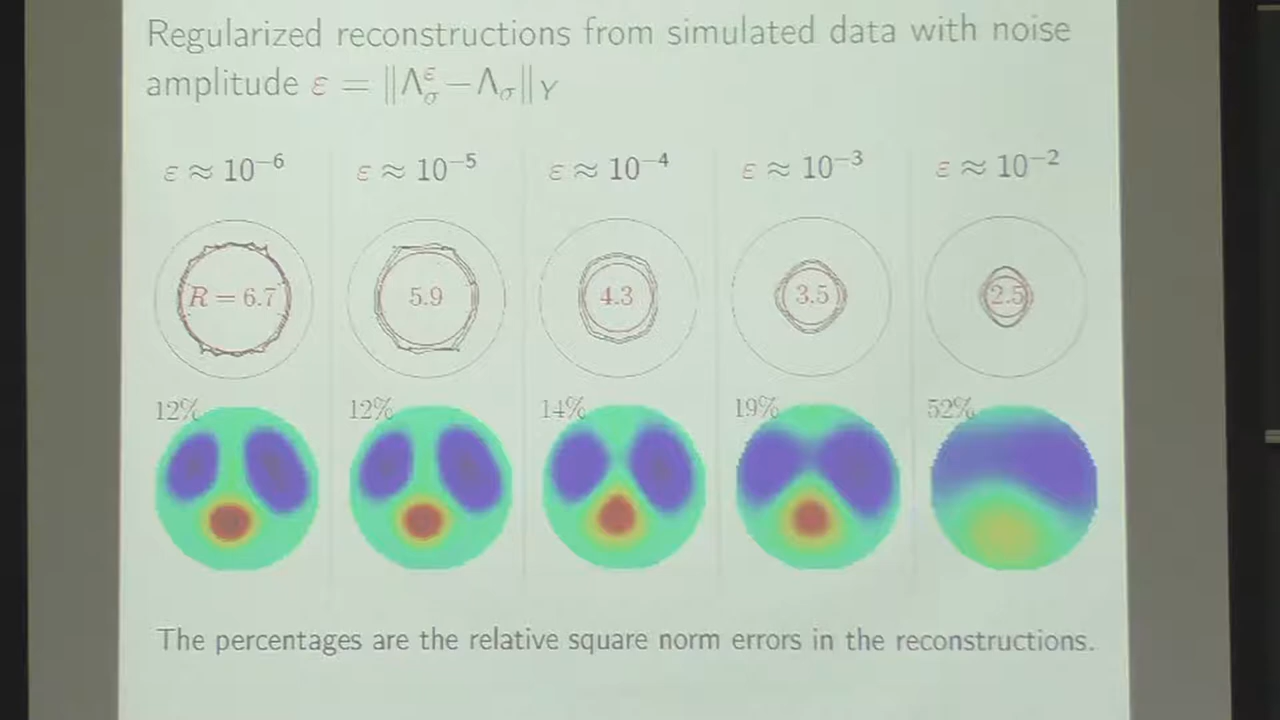 Regularized reconstructions from simulated data with noise
amplitude ε = ‖Λ_σ^ε − Λ_σ‖_Y
ε ≈ 10⁻⁶ ε ≈ 10⁻⁵ ε ≈ 10⁻⁴ ε ≈ 10⁻³ ε ≈ 10⁻²
R = 6.7 5.9 4.3 3.5 2.5
12% 12% 14% 19% 52%
The percentages are the relative square norm errors in the reconstructions.